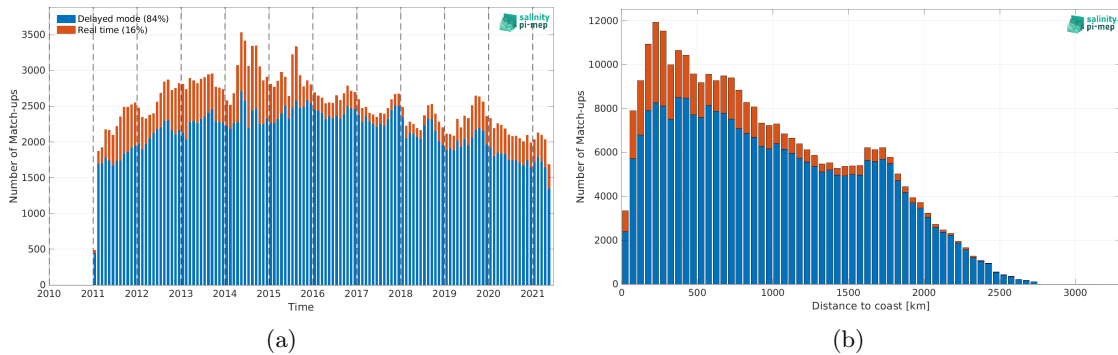 Delayed mode (84%)
Real time (16%)
salinity
pi-mep
Number of Match-ups
3500
3000
2500
2000
1500
1000
500
0
2010 2011 2012 2013 2014 2015 2016 2017 2018 2019 2020 2021
Time
(a)
salinity
pi-mep
Number of Match-ups
12000
10000
8000
6000
4000
2000
0
0 500 1000 1500 2000 2500 3000
Distance to coast [km]
(b)